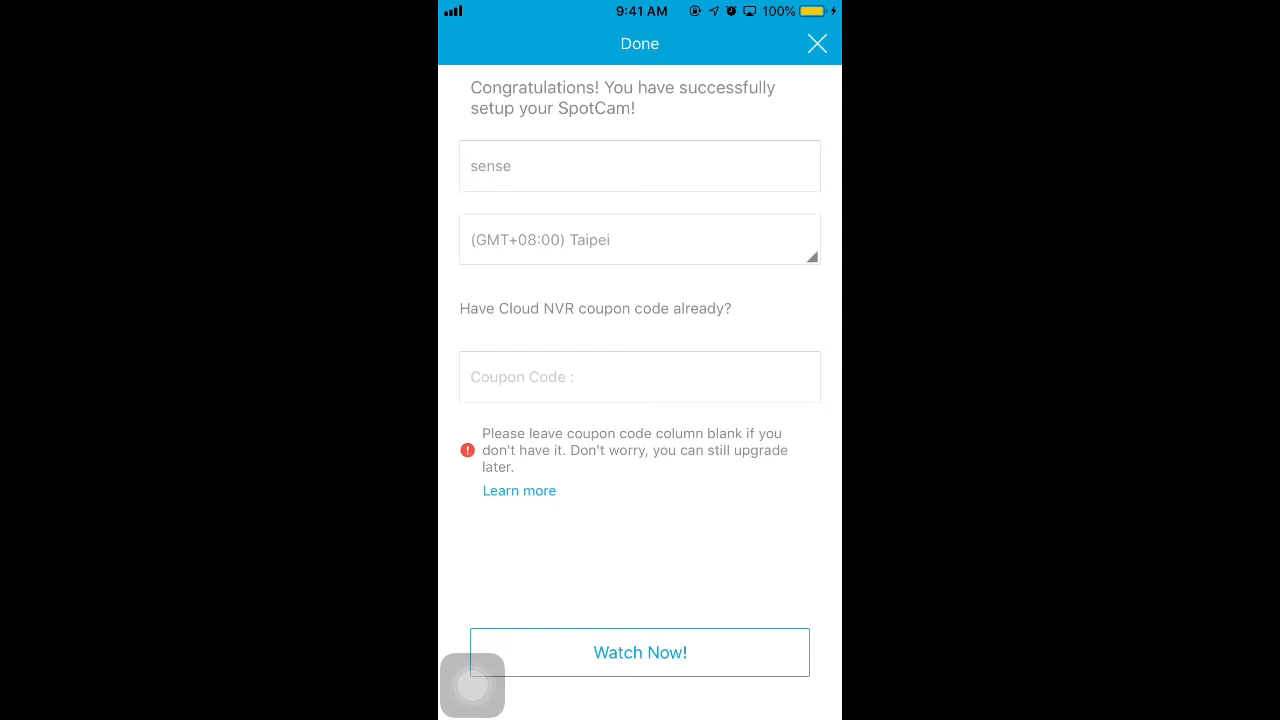 9:41 AM 100%
Done
Congratulations! You have successfully
setup your SpotCam!
sense
(GMT+08:00) Taipei
Have Cloud NVR coupon code already?
Coupon Code :
Please leave coupon code column blank if you
don't have it. Don't worry, you can still upgrade
later.
Learn more
Watch Now!